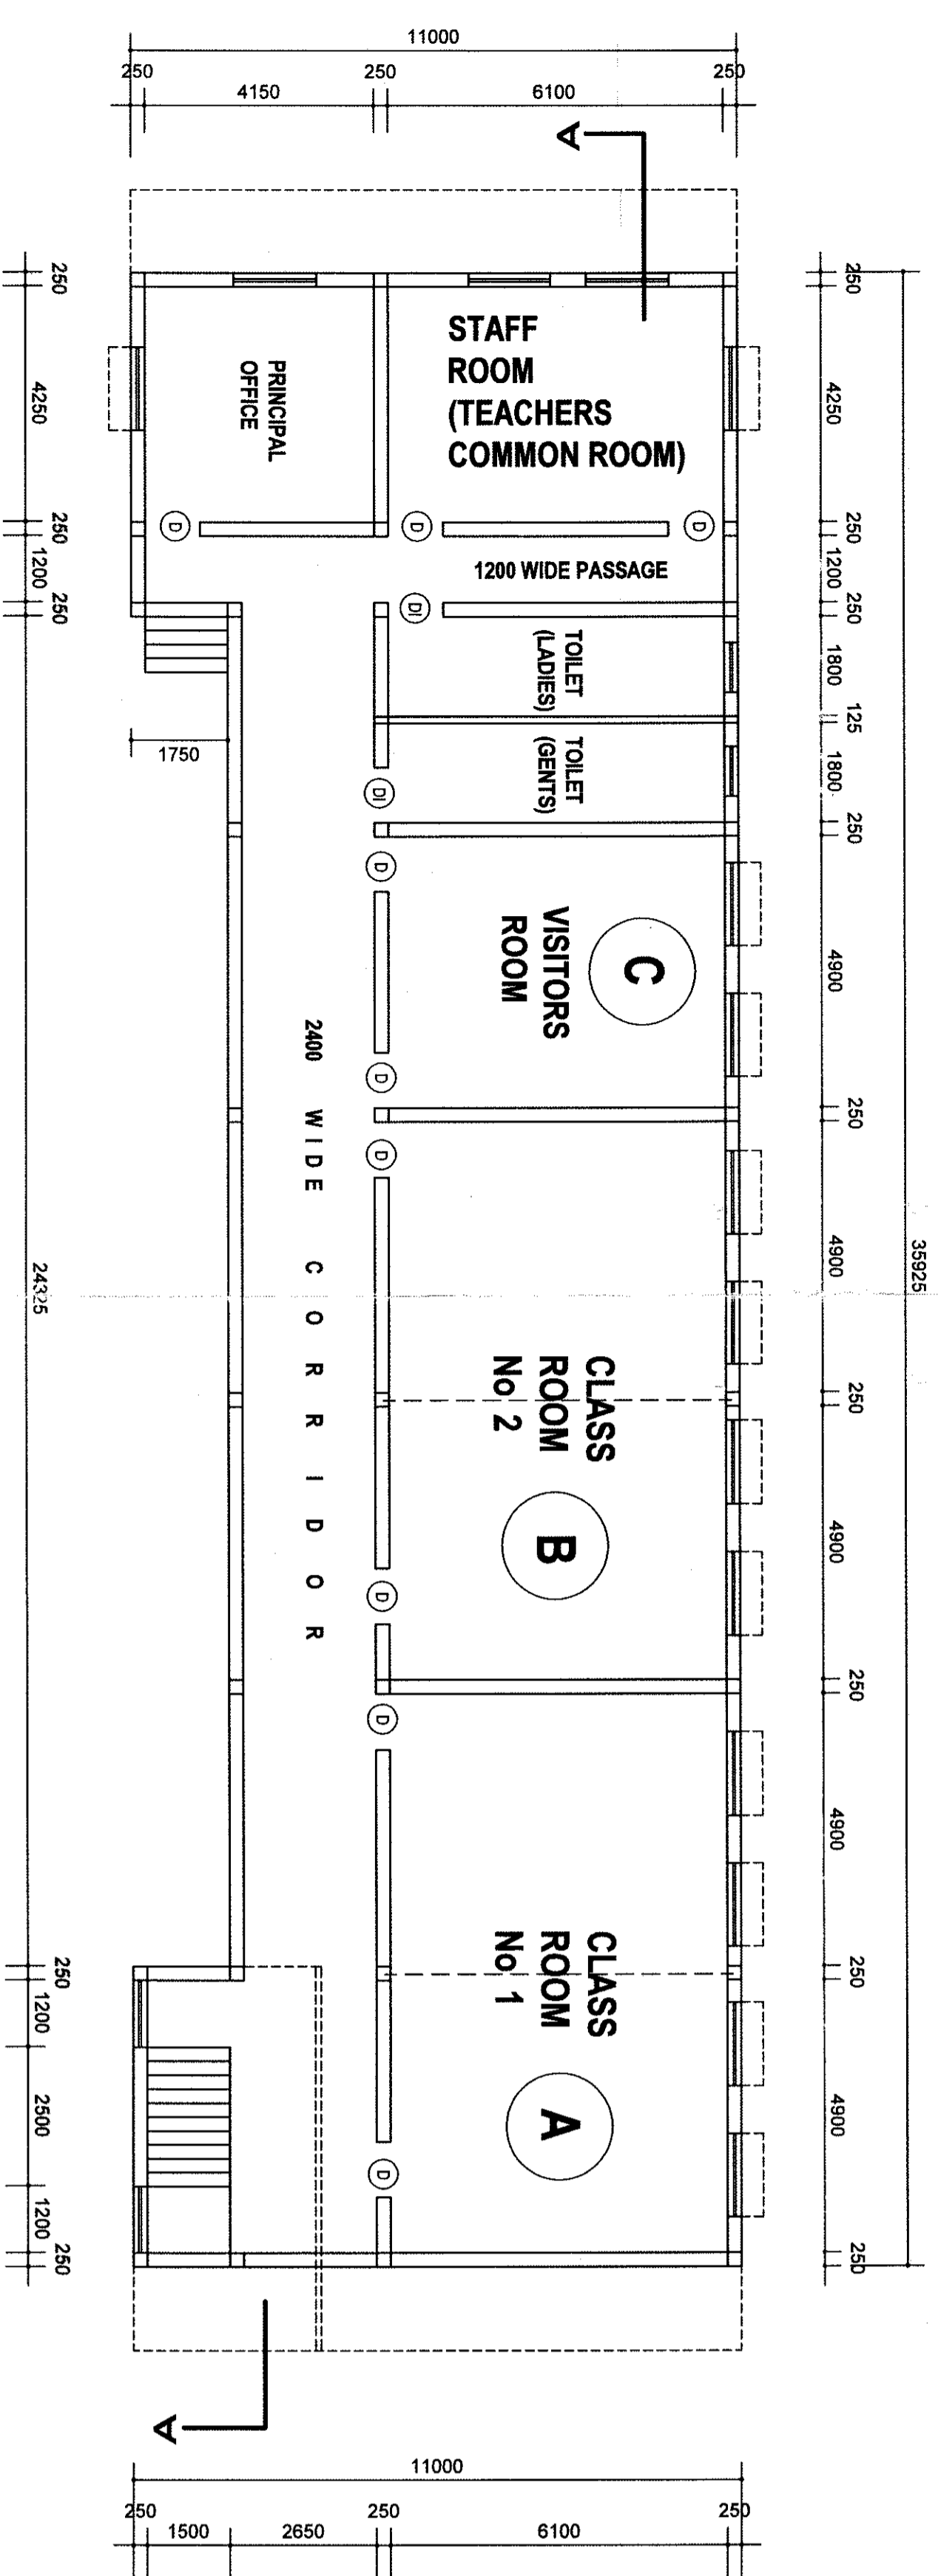 11000
250
250
250
4150
6100
A
35925
250
4250
250
1200
250
1800
125
1800
250
4900
250
4900
250
4900
250
4900
250
4900
250
STAFF
ROOM
(TEACHERS
COMMON ROOM)
PRINCIPAL
OFFICE
D
D
D
1200 WIDE PASSAGE
DI
TOILET
(LADIES)
TOILET
(GENTS)
DI
1750
D
C
VISITORS
ROOM
D
2400 WIDE CORRIDOR
D
CLASS
ROOM
No 2
B
D
D
CLASS
ROOM
No 1
A
D
250
4250
250
1200
250
24325
250
1200
2500
1200
250
A
11000
250
250
250
1500
2650
6100